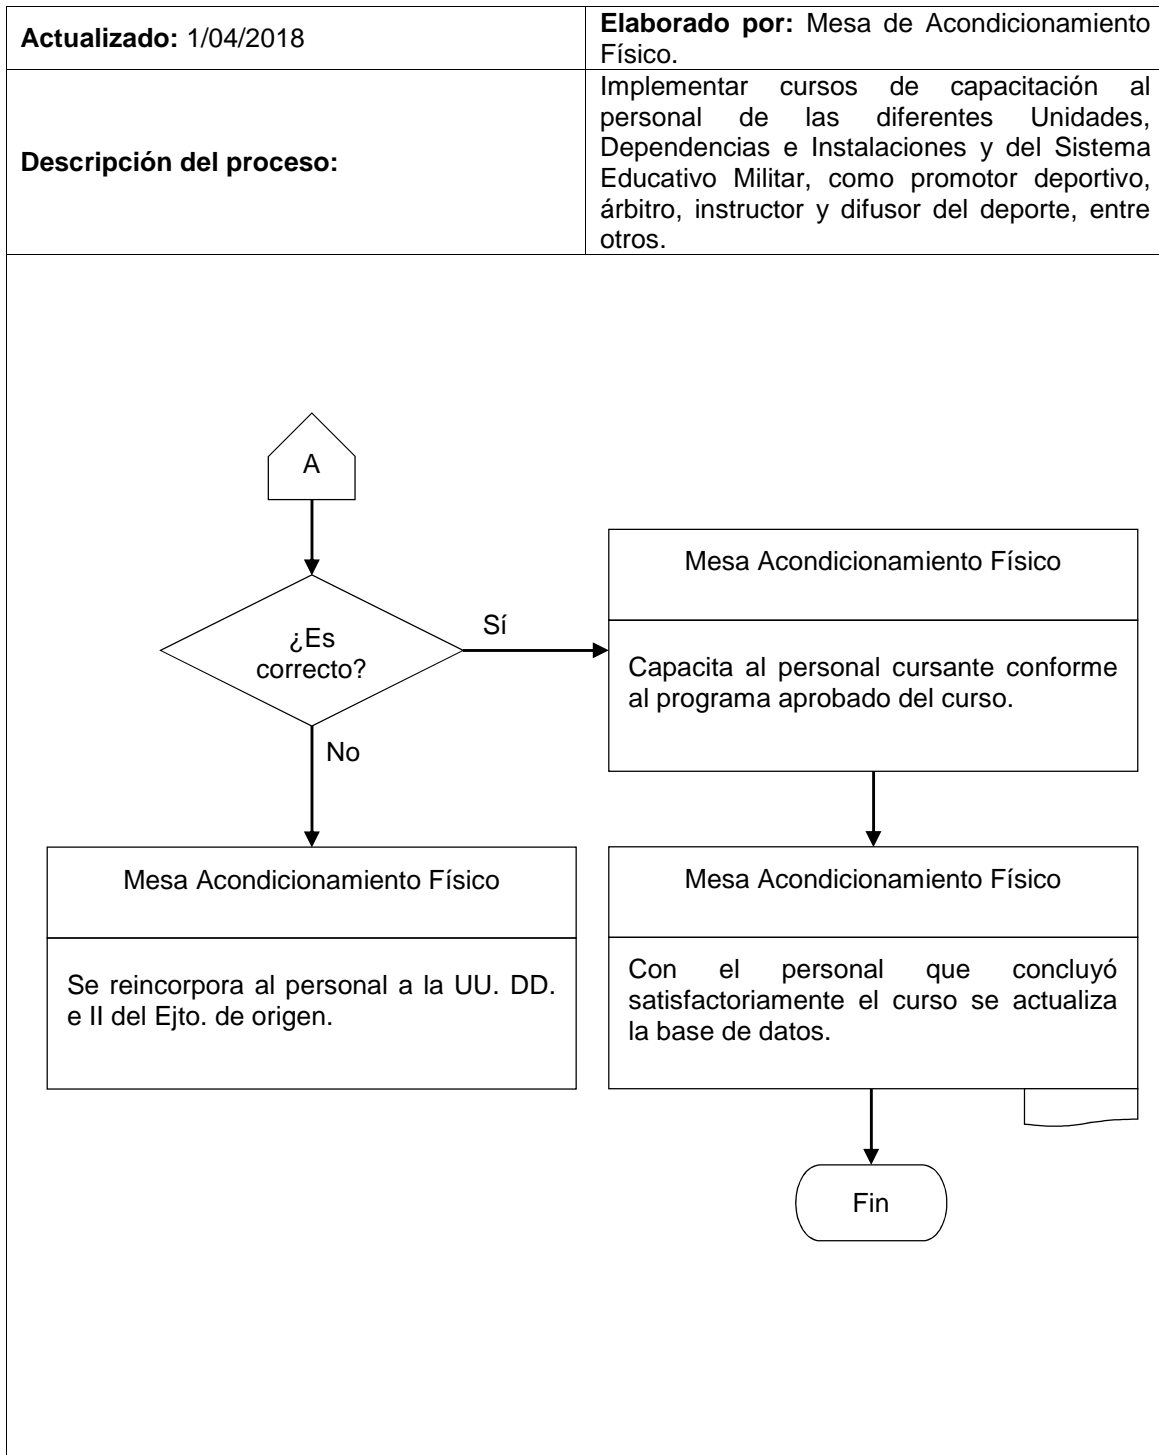 Actualizado: 1/04/2018
Elaborado por: Mesa de Acondicionamiento
Físico.
Descripción del proceso:
Implementar cursos de capacitación al
personal de las diferentes Unidades,
Dependencias e Instalaciones y del Sistema
Educativo Militar, como promotor deportivo,
árbitro, instructor y difusor del deporte, entre
otros.
A
¿Es
correcto?
Sí
No
Mesa Acondicionamiento Físico
Capacita al personal cursante conforme
al programa aprobado del curso.
Mesa Acondicionamiento Físico
Se reincorpora al personal a la UU. DD.
e II del Ejto. de origen.
Mesa Acondicionamiento Físico
Con el personal que concluyó
satisfactoriamente el curso se actualiza
la base de datos.
Fin